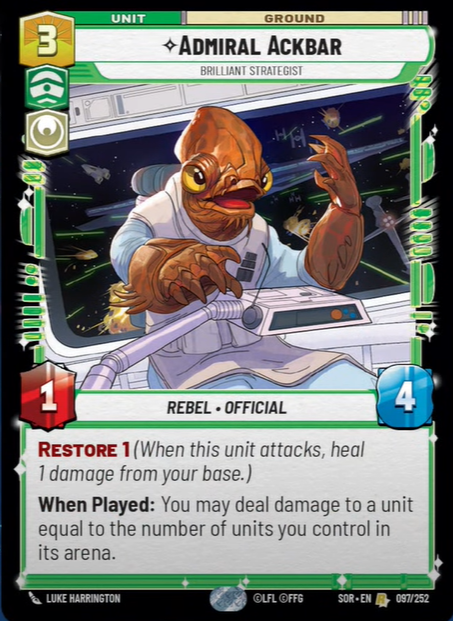 UNIT GROUND
3 ✧ADMIRAL ACKBAR
BRILLIANT STRATEGIST
1 REBEL • OFFICIAL 4
RESTORE 1 (When this unit attacks, heal
1 damage from your base.)
When Played: You may deal damage to a unit
equal to the number of units you control in
its arena.
LUKE HARRINGTON ©LFL ©FFG SOR • EN R 097/252